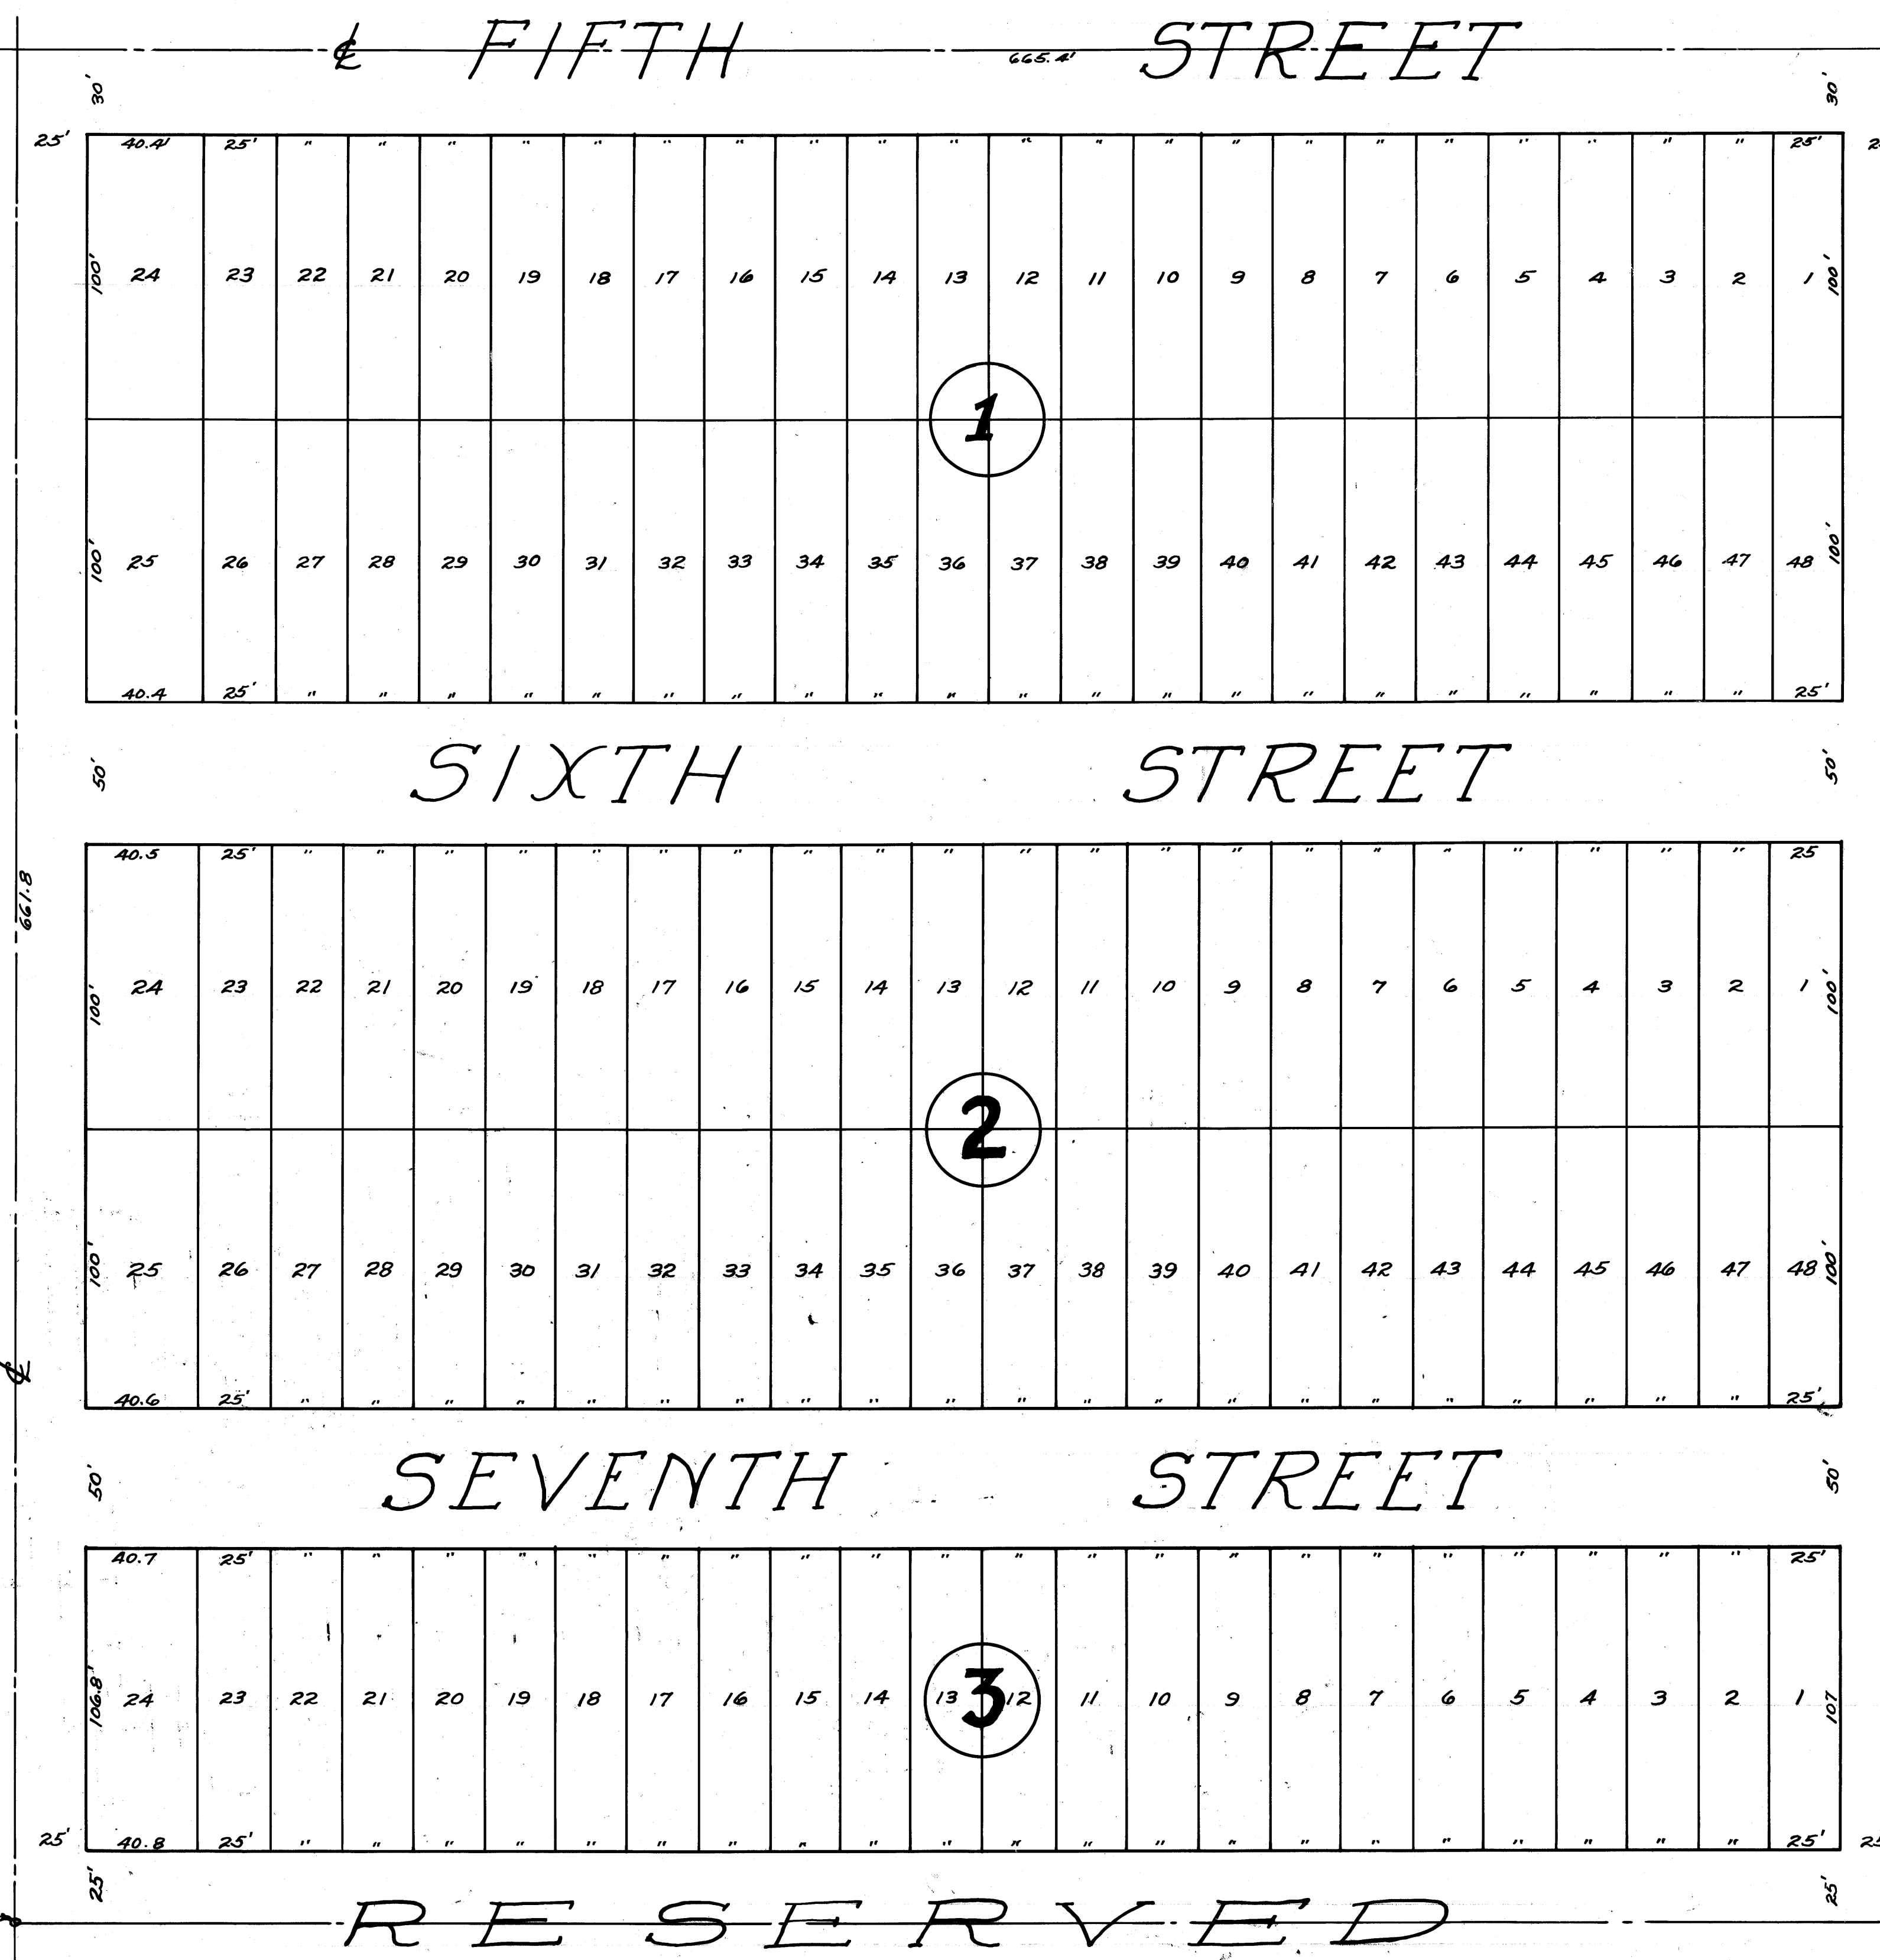 ℄ FIFTH 665.4' STREET
30' 30'
25' 40.4' 25' " " " " " " " " " " " " " " " " " " " " " 25' 2
100' 24 23 22 21 20 19 18 17 16 15 14 13 12 11 10 9 8 7 6 5 4 3 2 1 100'
1
100' 25 26 27 28 29 30 31 32 33 34 35 36 37 38 39 40 41 42 43 44 45 46 47 48 100'
40.4 25' " " " " " " " " " " " " " " " " " " " " " 25'
50' SIXTH STREET 50'
40.5 25' " " " " " " " " " " " " " " " " " " " " " 25
661.8
100' 24 23 22 21 20 19 18 17 16 15 14 13 12 11 10 9 8 7 6 5 4 3 2 1 100'
2
100' 25 26 27 28 29 30 31 32 33 34 35 36 37 38 39 40 41 42 43 44 45 46 47 48 100'
℄
40.6 25' " " " " " " " " " " " " " " " " " " " " " 25'
50' SEVENTH STREET 50'
40.7 25' " " " " " " " " " " " " " " " " " " " " " 25'
106.8' 24 23 22 21 20 19 18 17 16 15 14 13 3 12 11 10 9 8 7 6 5 4 3 2 1 107
25' 40.8 25' " " " " " " " " " " " " " " " " " " " " " 25' 25
25' 25'
RESERVED